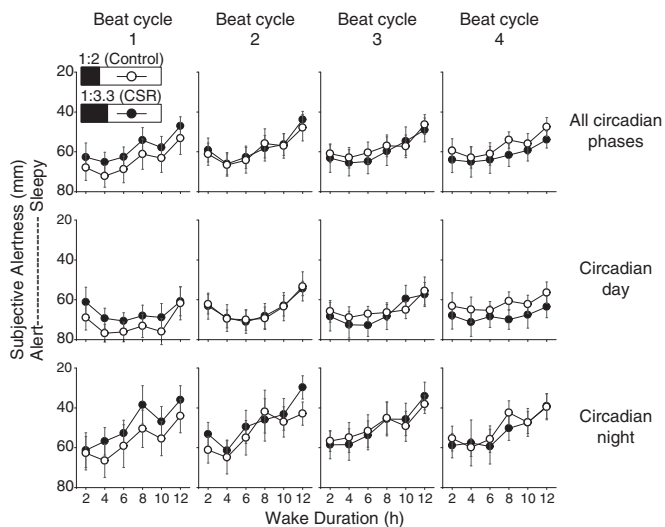 Beat cycle Beat cycle Beat cycle Beat cycle
1 2 3 4
1:2 (Control)
1:3.3 (CSR)
20
40
60
80
All circadian
phases
20
40
60
80
Circadian
day
20
40
60
80
Circadian
night
Subjective Alertness (mm)
Alert----------------------Sleepy
2 4 6 8 10 12 2 4 6 8 10 12 2 4 6 8 10 12 2 4 6 8 10 12
Wake Duration (h)